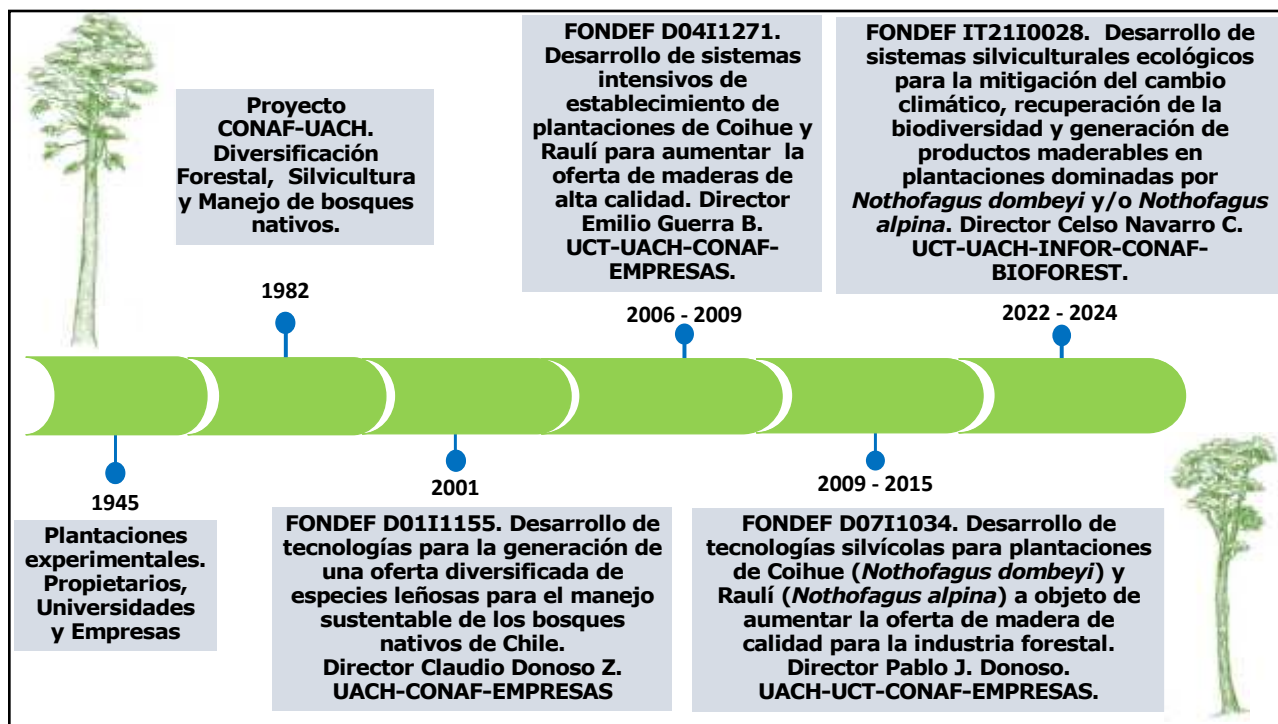 1945
Plantaciones
experimentales.
Propietarios,
Universidades
y Empresas
Proyecto
CONAF-UACH.
Diversificación
Forestal, Silvicultura
y Manejo de bosques
nativos.
1982
2001
FONDEF D01I1155. Desarrollo de
tecnologías para la generación de
una oferta diversificada de
especies leñosas para el manejo
sustentable de los bosques
nativos de Chile.
Director Claudio Donoso Z.
UACH-CONAF-EMPRESAS
FONDEF D04I1271.
Desarrollo de sistemas
intensivos de
establecimiento de
plantaciones de Coihue y
Raulí para aumentar la
oferta de maderas de
alta calidad. Director
Emilio Guerra B.
UCT-UACH-CONAF-
EMPRESAS.
2006 - 2009
2009 - 2015
FONDEF D07I1034. Desarrollo de
tecnologías silvícolas para plantaciones
de Coihue (Nothofagus dombeyi) y
Raulí (Nothofagus alpina) a objeto de
aumentar la oferta de madera de
calidad para la industria forestal.
Director Pablo J. Donoso.
UACH-UCT-CONAF-EMPRESAS.
FONDEF IT21I0028. Desarrollo de
sistemas silviculturales ecológicos
para la mitigación del cambio
climático, recuperación de la
biodiversidad y generación de
productos maderables en
plantaciones dominadas por
Nothofagus dombeyi y/o Nothofagus
alpina. Director Celso Navarro C.
UCT-UACH-INFOR-CONAF-
BIOFOREST.
2022 - 2024